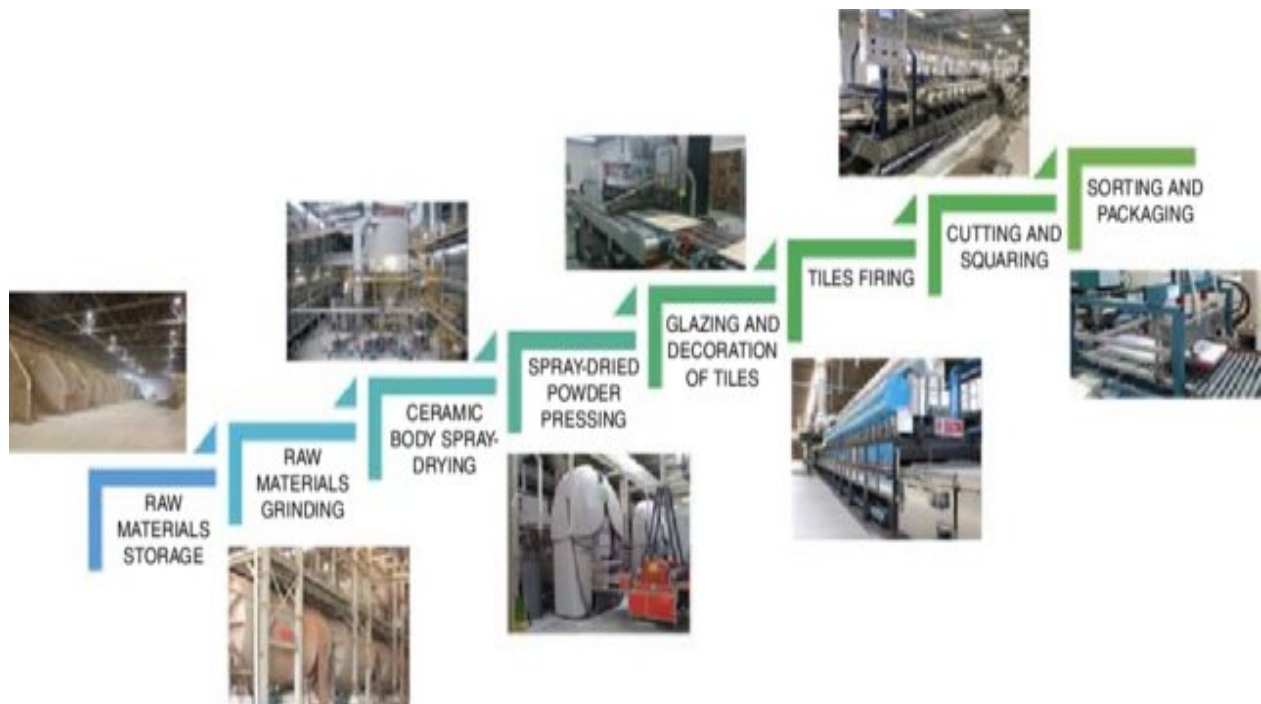 RAW
MATERIALS
STORAGE
RAW
MATERIALS
GRINDING
CERAMIC
BODY SPRAY-
DRYING
SPRAY-DRIED
POWDER
PRESSING
GLAZING AND
DECORATION
OF TILES
TILES FIRING
CUTTING AND
SQUARING
SORTING AND
PACKAGING